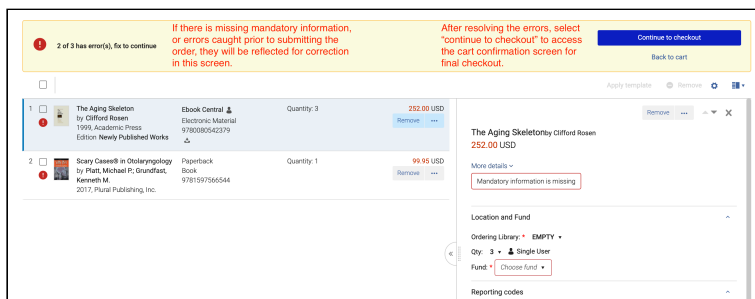 If there is missing mandatory information,
or errors caught prior to submitting the
order, they will be reflected for correction
in this screen.
After resolving the errors, select
“continue to checkout” to access
the cart confirmation screen for
final checkout.
2 of 3 has error(s), fix to continue
Continue to checkout
Back to cart
Apply template Remove
1 The Aging Skeleton Ebook Central Quantity: 3 252.00 USD
by Clifford Rosen Electronic Material Remove ...
1999, Academic Press 9780080542379
Edition Newly Published Works
2 Scary Cases® in Otolaryngology Paperback Quantity: 1 99.95 USD
by Platt, Michael P.; Grundfast, Book Remove ...
Kenneth M. 9781597566544
2017, Plural Publishing, Inc.
Remove ...
The Aging Skeletonby Clifford Rosen
252.00 USD
More details
Mandatory information is missing
Location and Fund
Ordering Library: * EMPTY
Qty: 3 Single User
Fund: * Choose fund
Reporting codes